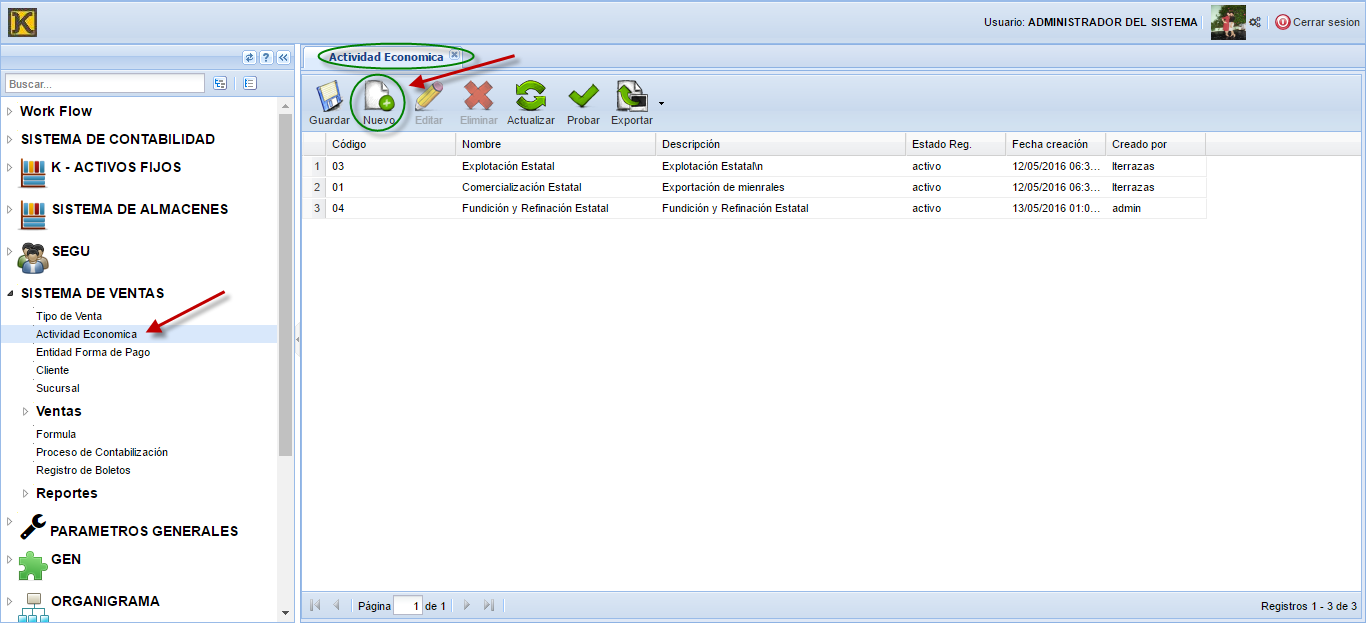 K
Usuario: ADMINISTRADOR DEL SISTEMA
Cerrar sesion
Buscar...
Work Flow
SISTEMA DE CONTABILIDAD
K - ACTIVOS FIJOS
SISTEMA DE ALMACENES
SEGU
SISTEMA DE VENTAS
Tipo de Venta
Actividad Economica
Entidad Forma de Pago
Cliente
Sucursal
Ventas
Formula
Proceso de Contabilización
Registro de Boletos
Reportes
PARAMETROS GENERALES
GEN
ORGANIGRAMA
Actividad Economica
Guardar Nuevo Editar Eliminar Actualizar Probar Exportar
Código Nombre Descripción Estado Reg. Fecha creación Creado por
1 03 Explotación Estatal Explotación Estatal\n activo 12/05/2016 06:3... lterrazas
2 01 Comercialización Estatal Exportación de mienrales activo 12/05/2016 06:3... lterrazas
3 04 Fundición y Refinación Estatal Fundición y Refinación Estatal activo 13/05/2016 01:0... admin
Página 1 de 1
Registros 1 - 3 de 3